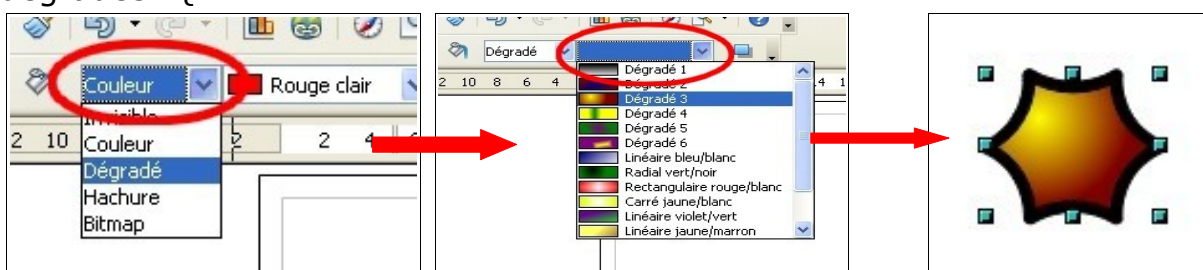 Couleur
Rouge clair
Invisible
Couleur
Dégradé
Hachure
Bitmap
2 10 2 2 4
Dégradé
2 10 8 6 4
Dégradé 1
Dégradé 2
Dégradé 3
Dégradé 4
Dégradé 5
Dégradé 6
Linéaire bleu/blanc
Radial vert/noir
Rectangulaire rouge/blanc
Carré jaune/blanc
Linéaire violet/vert
Linéaire jaune/marron